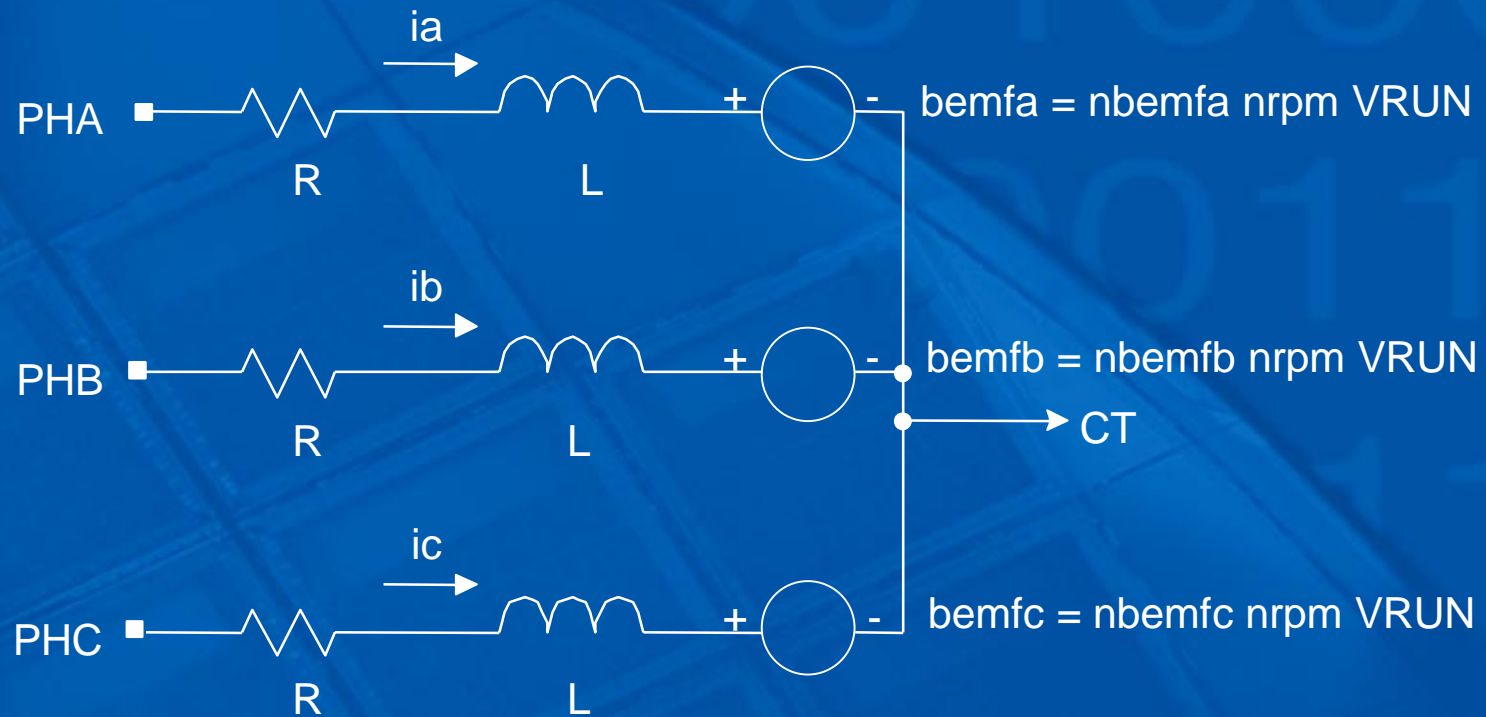 ia
PHA + - bemfa = nbemfa nrpm VRUN
R L
ib
PHB + - bemfb = nbemfb nrpm VRUN
R L CT
ic
PHC + - bemfc = nbemfc nrpm VRUN
R L